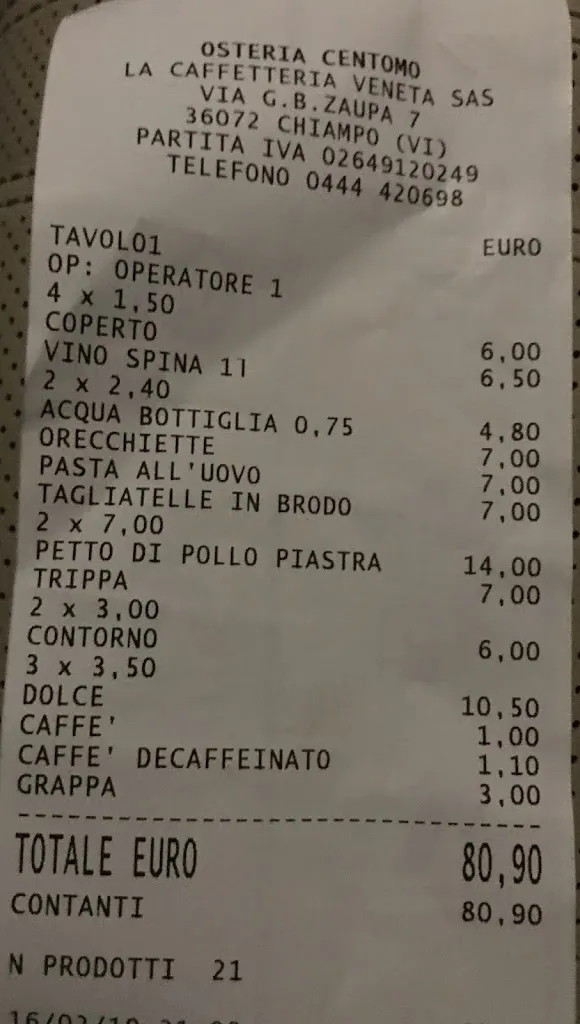 OSTERIA CENTOMO
LA CAFFETTERIA VENETA SAS
VIA G.B.ZAUPA 7
36072 CHIAMPO (VI)
PARTITA IVA 02649120249
TELEFONO 0444 420698
TAVOLO1 EURO
OP: OPERATORE 1
4 x 1,50
COPERTO 6,00
VINO SPINA 1l 6,50
2 x 2,40
ACQUA BOTTIGLIA 0,75 4,80
ORECCHIETTE 7,00
PASTA ALL'UOVO 7,00
TAGLIATELLE IN BRODO 7,00
2 x 7,00
PETTO DI POLLO PIASTRA 14,00
TRIPPA 7,00
2 x 3,00
CONTORNO 6,00
3 x 3,50
DOLCE 10,50
CAFFE' 1,00
CAFFE' DECAFFEINATO 1,10
GRAPPA 3,00
TOTALE EURO 80,90
CONTANTI 80,90
N PRODOTTI 21